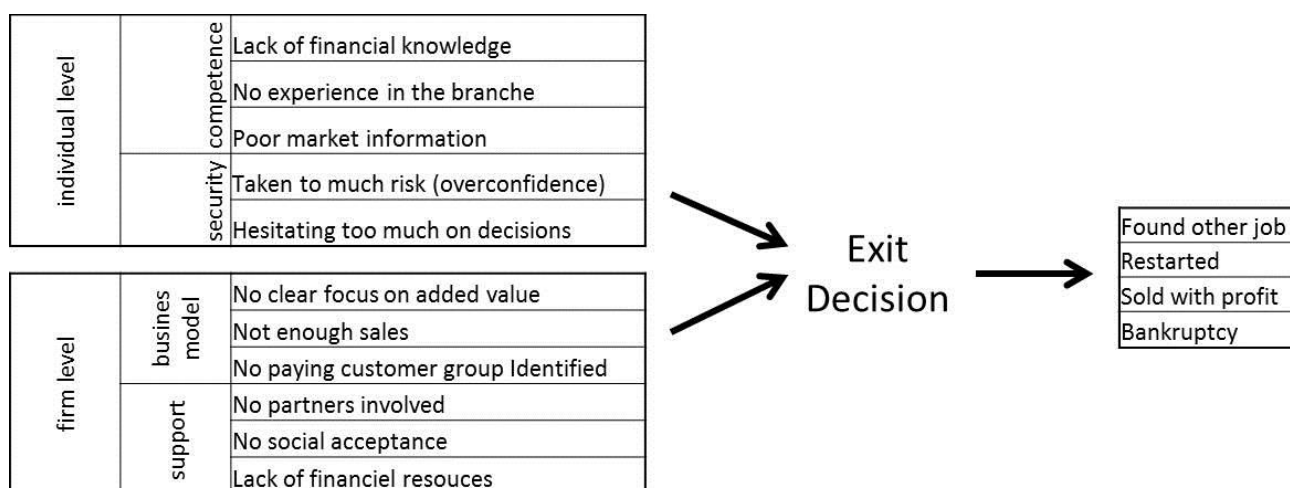 individual level
competence
Lack of financial knowledge
No experience in the branche
Poor market information
security
Taken to much risk (overconfidence)
Hesitating too much on decisions
firm level
busines
model
No clear focus on added value
Not enough sales
No paying customer group Identified
support
No partners involved
No social acceptance
Lack of financiel resouces
Exit
Decision
Found other job
Restarted
Sold with profit
Bankruptcy